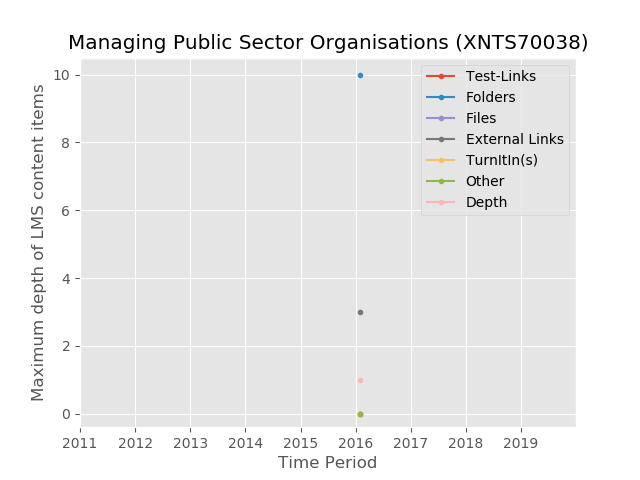 Managing Public Sector Organisations (XNTS70038)
Maximum depth of LMS content items
10
8
6
4
2
0
Test-Links
Folders
Files
External Links
TurnItIn(s)
Other
Depth
2011 2012 2013 2014 2015 2016 2017 2018 2019
Time Period